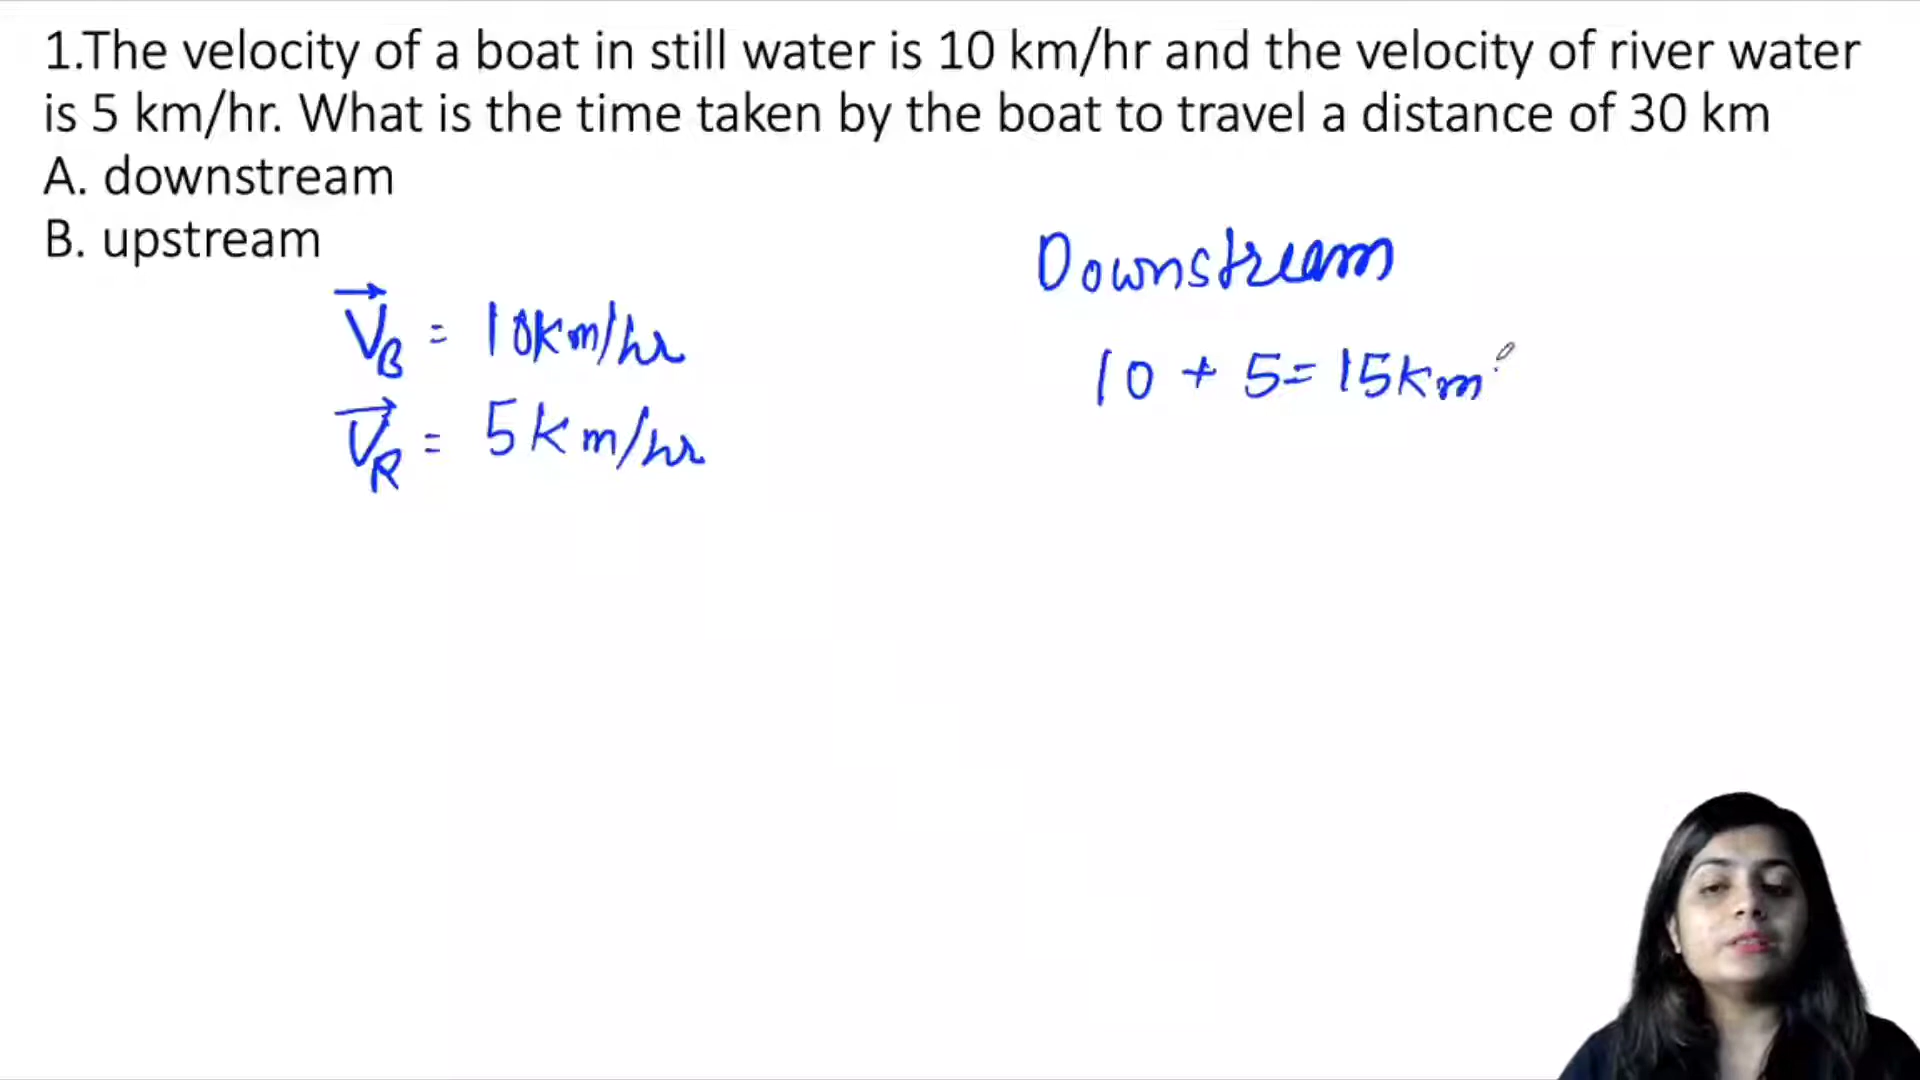 1.The velocity of a boat in still water is 10 km/hr and the velocity of river water
is 5 km/hr. What is the time taken by the boat to travel a distance of 30 km
A. downstream
B. upstream
Downstream
V_B = 10km/hr
10 + 5 = 15km
V_R = 5km/hr